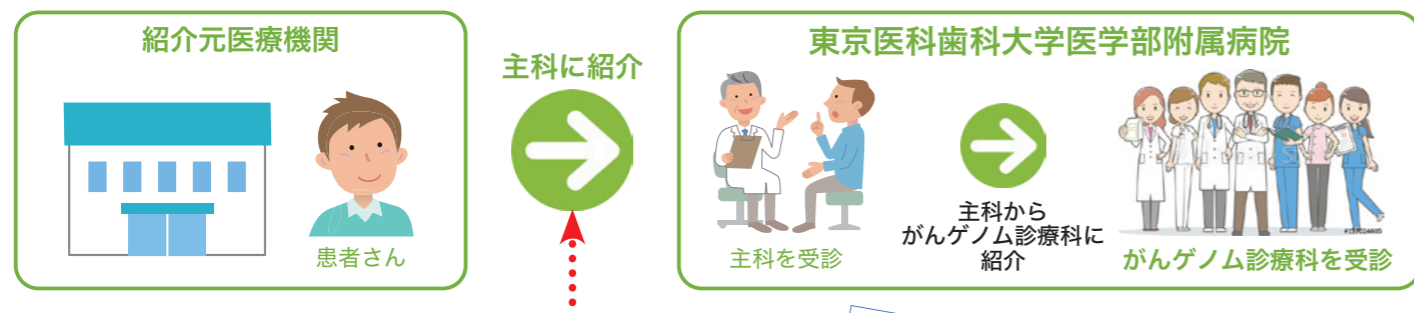 紹介元医療機関
患者さん
主科に紹介
東京医科歯科大学医学部附属病院
主科を受診
主科から
がんゲノム診療科に
紹介
がんゲノム診療科を受診